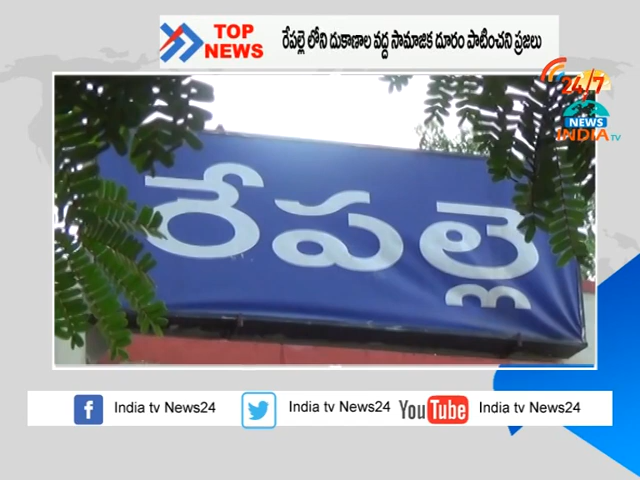 TOP NEWS
రేపల్లె లోని దుకాణాల వద్ద సామాజిక దూరం పాటించని ప్రజలు
24/7
NEWS
INDIA TV
రేపల్లె
India tv News24
India tv News24
YouTube India tv News24